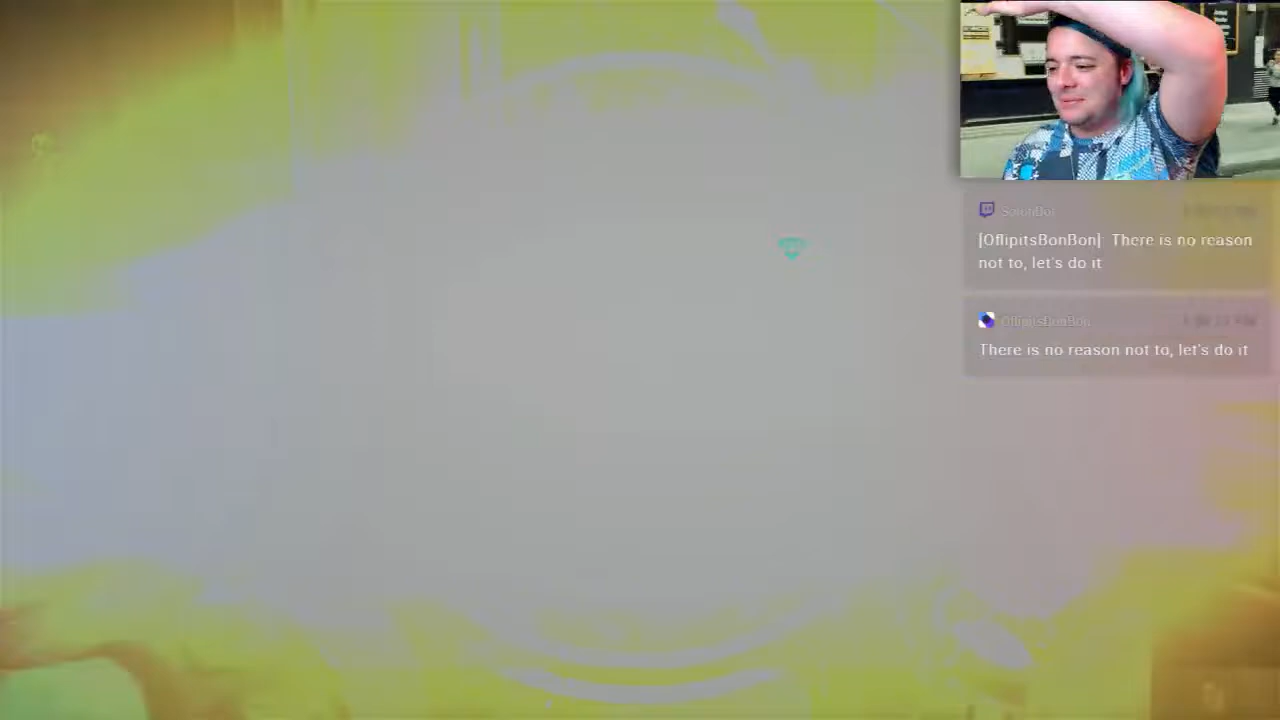 [OflipitsBonBon] There is no reason
not to, let's do it
OflipitsBonBon
There is no reason not to, let's do it